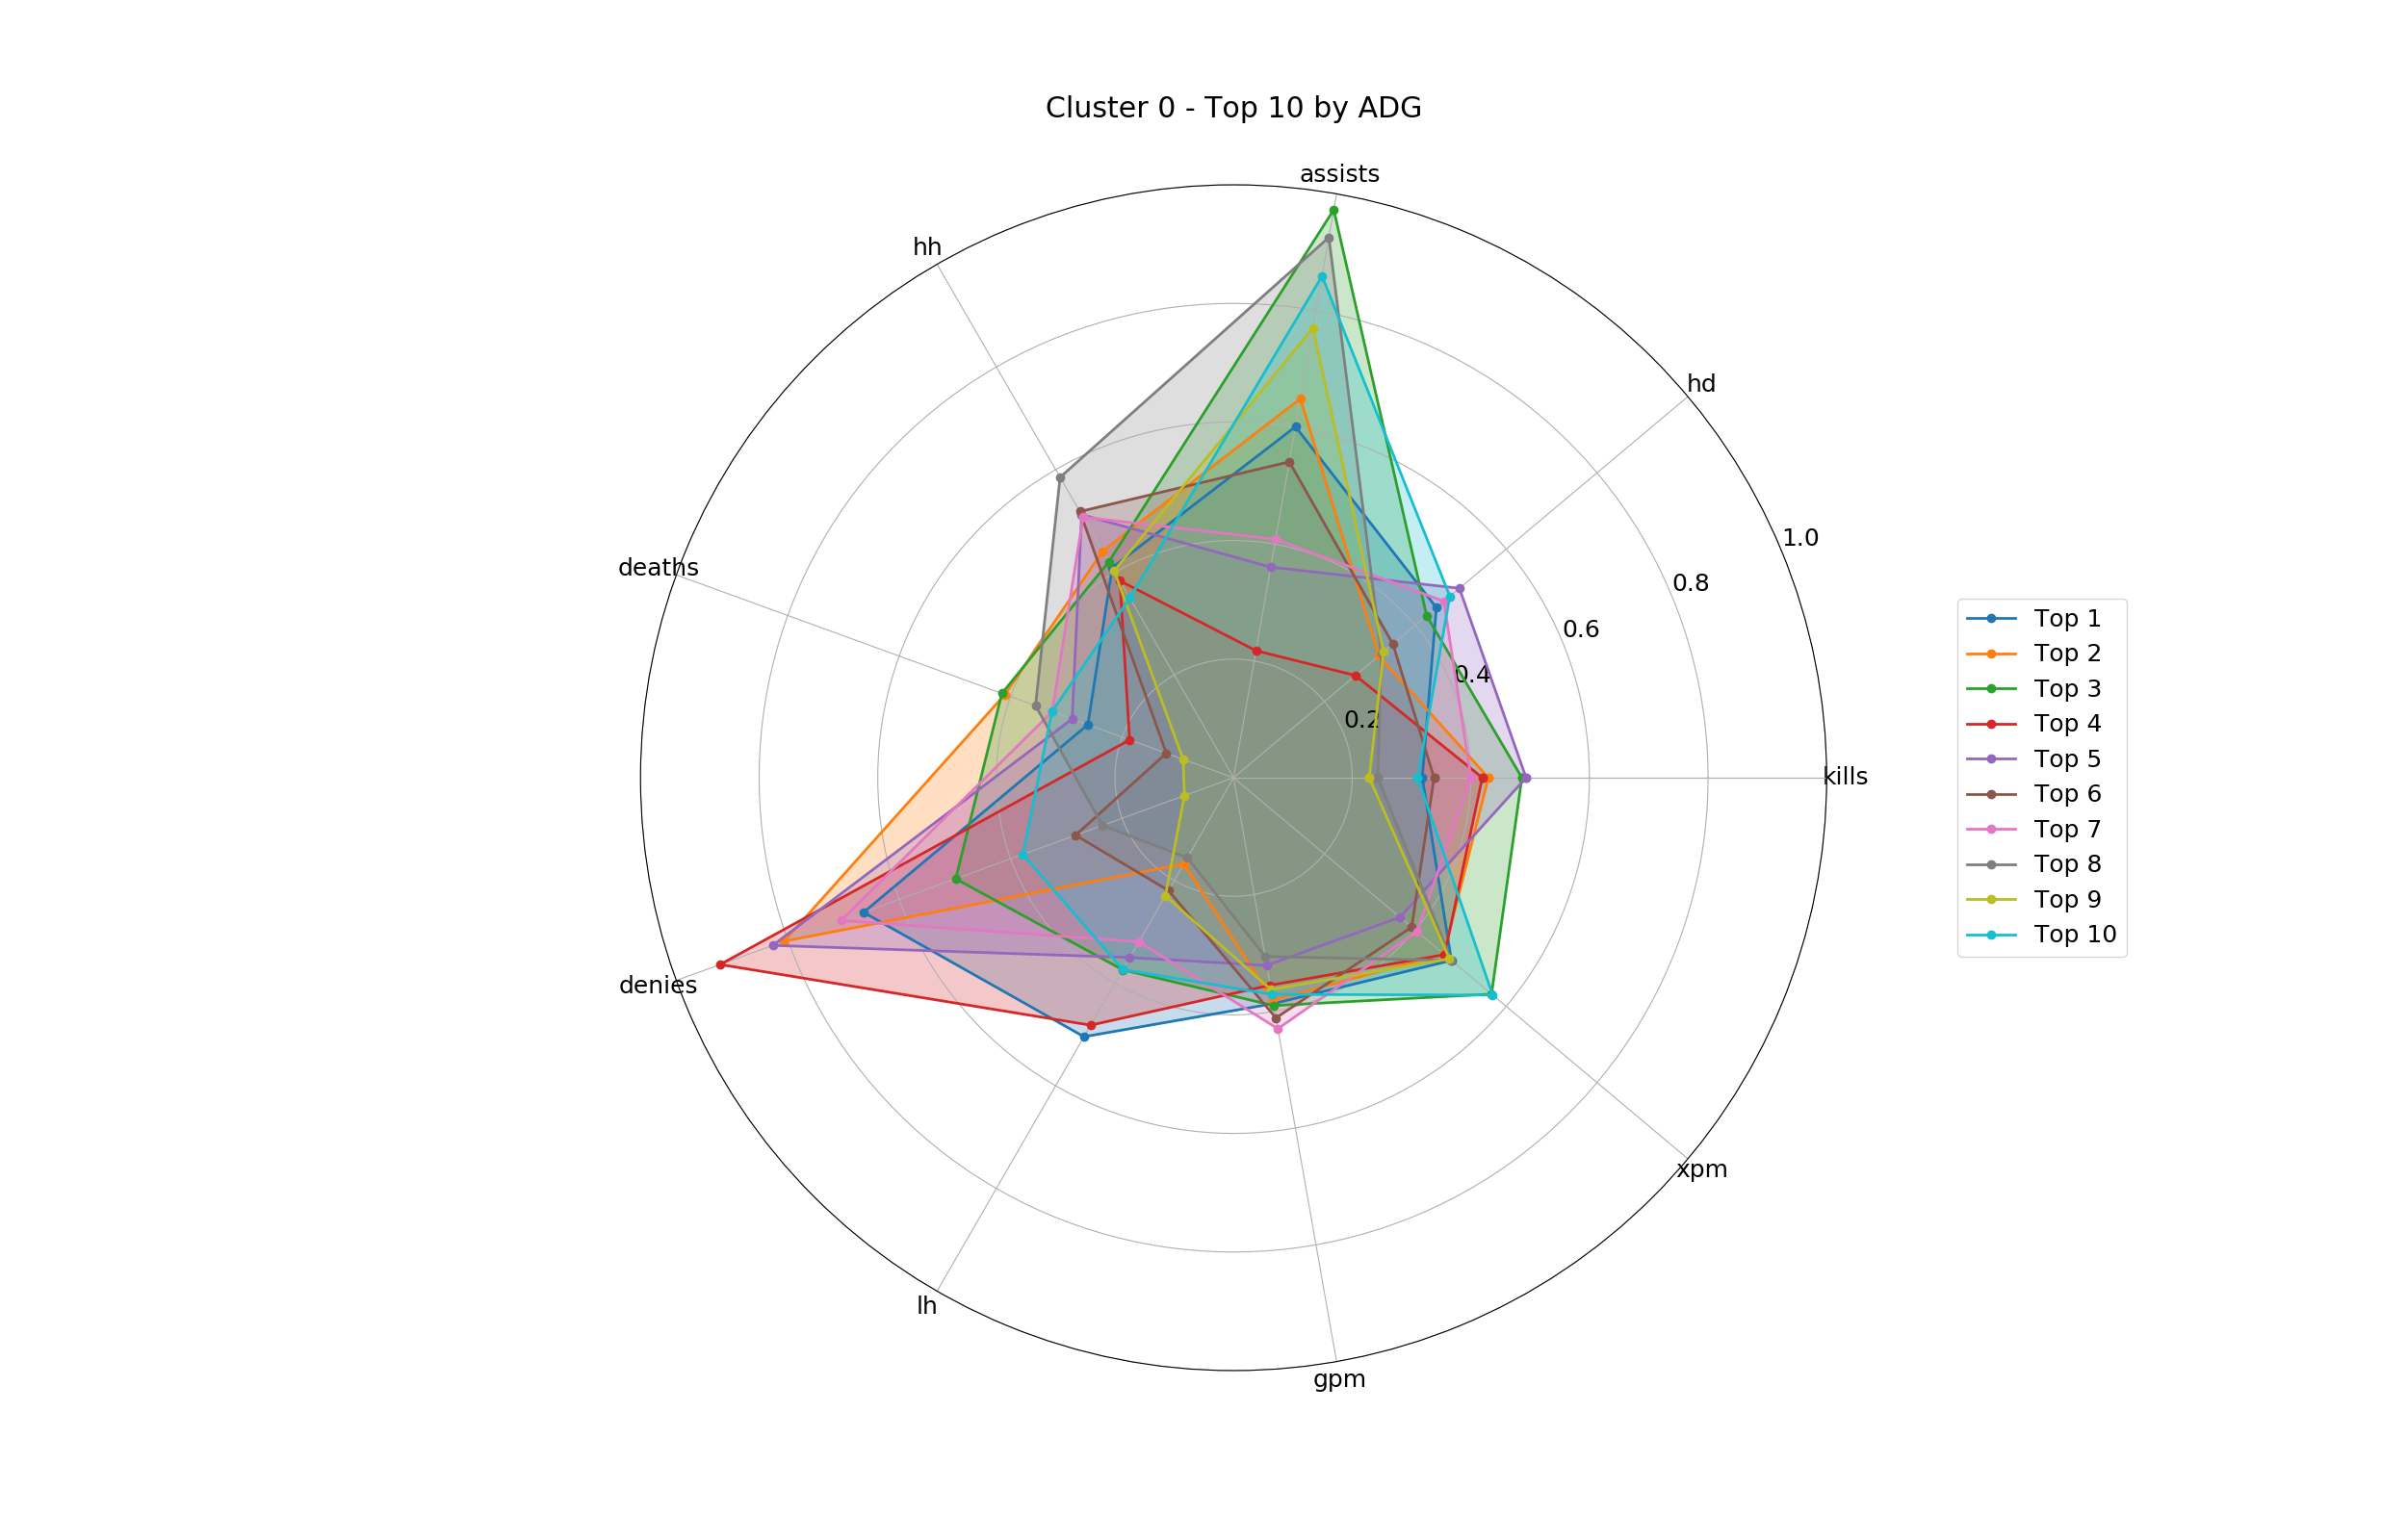 Cluster 0 - Top 10 by ADG
assists
hh
hd
1.0
deaths
0.8
0.6
0.4
0.2
kills
denies
xpm
lh
gpm
Top 1
Top 2
Top 3
Top 4
Top 5
Top 6
Top 7
Top 8
Top 9
Top 10